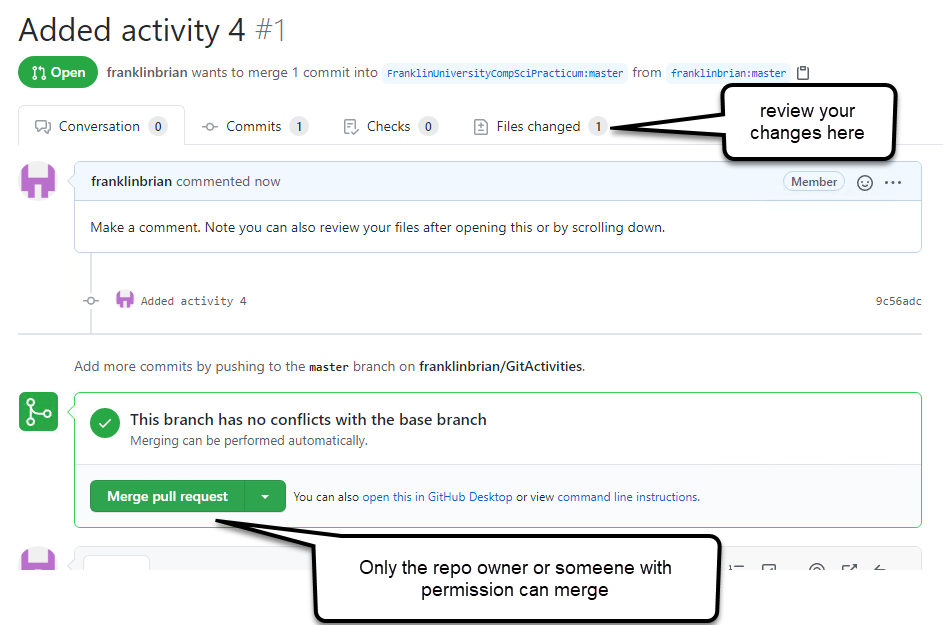 Added activity 4 #1
Open franklinbrian wants to merge 1 commit into FranklinUniversityCompSciPracticum:master from franklinbrian:master
Conversation 0 Commits 1 Checks 0 Files changed 1
review your
changes here
franklinbrian commented now Member
Make a comment. Note you can also review your files after opening this or by scrolling down.
Added activity 4 9c56adc
Add more commits by pushing to the master branch on franklinbrian/GitActivities.
This branch has no conflicts with the base branch
Merging can be performed automatically.
Merge pull request You can also open this in GitHub Desktop or view command line instructions.
Only the repo owner or someene with
permission can merge